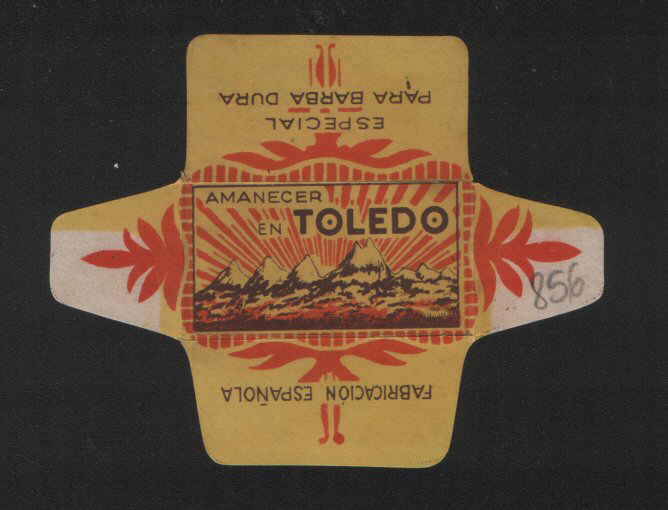 ESPECIAL
PARA BARBA DURA
AMANECER
EN TOLEDO
856
FABRICACIÓN ESPAÑOLA